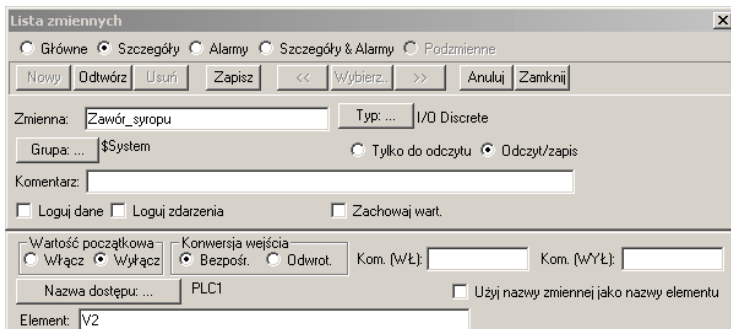 Lista zmiennych
Główne Szczegóły Alarmy Szczegóły & Alarmy Podzmienne
Nowy Odtwórz Usuń Zapisz << Wybierz.. >> Anuluj Zamknij
Zmienna: Zawór_syropu Typ: ... I/O Discrete
Grupa: ... $System Tylko do odczytu Odczyt/zapis
Komentarz:
Loguj dane Loguj zdarzenia Zachowaj wart.
Wartość początkowa Konwersja wejścia
Włącz Wyłącz Bezpośr. Odwrot. Kom. (WŁ): Kom. (WYŁ):
Nazwa dostępu: ... PLC1 Użyj nazwy zmiennej jako nazwy elementu
Element: V2